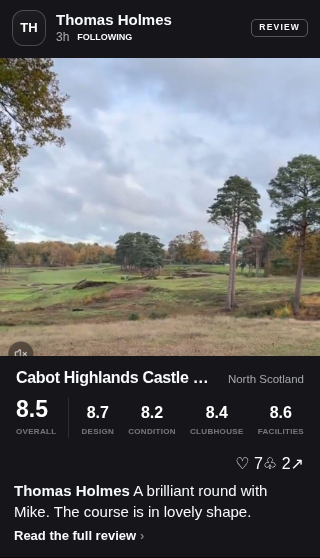 TH
Thomas Holmes
3h FOLLOWING
REVIEW
Cabot Highlands Castle ...
North Scotland
8.5 8.7 8.2 8.4 8.6
OVERALL DESIGN CONDITION CLUBHOUSE FACILITIES
7 2
Thomas Holmes A brilliant round with
Mike. The course is in lovely shape.
Read the full review ›